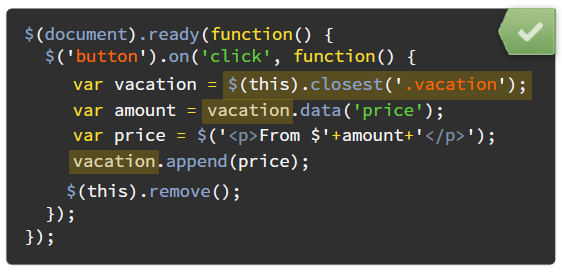 $(document).ready(function() {
$('button').on('click', function() {
var vacation = $(this).closest('.vacation');
var amount = vacation.data('price');
var price = $('<p>From $'+amount+'</p>');
vacation.append(price);
$(this).remove();
});
});